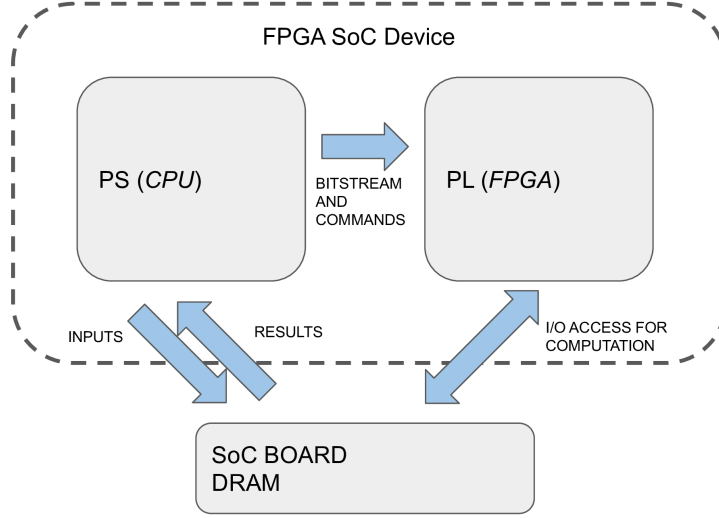 FPGA SoC Device
PS (CPU)
BITSTREAM
AND
COMMANDS
PL (FPGA)
INPUTS
RESULTS
I/O ACCESS FOR
COMPUTATION
SoC BOARD
DRAM